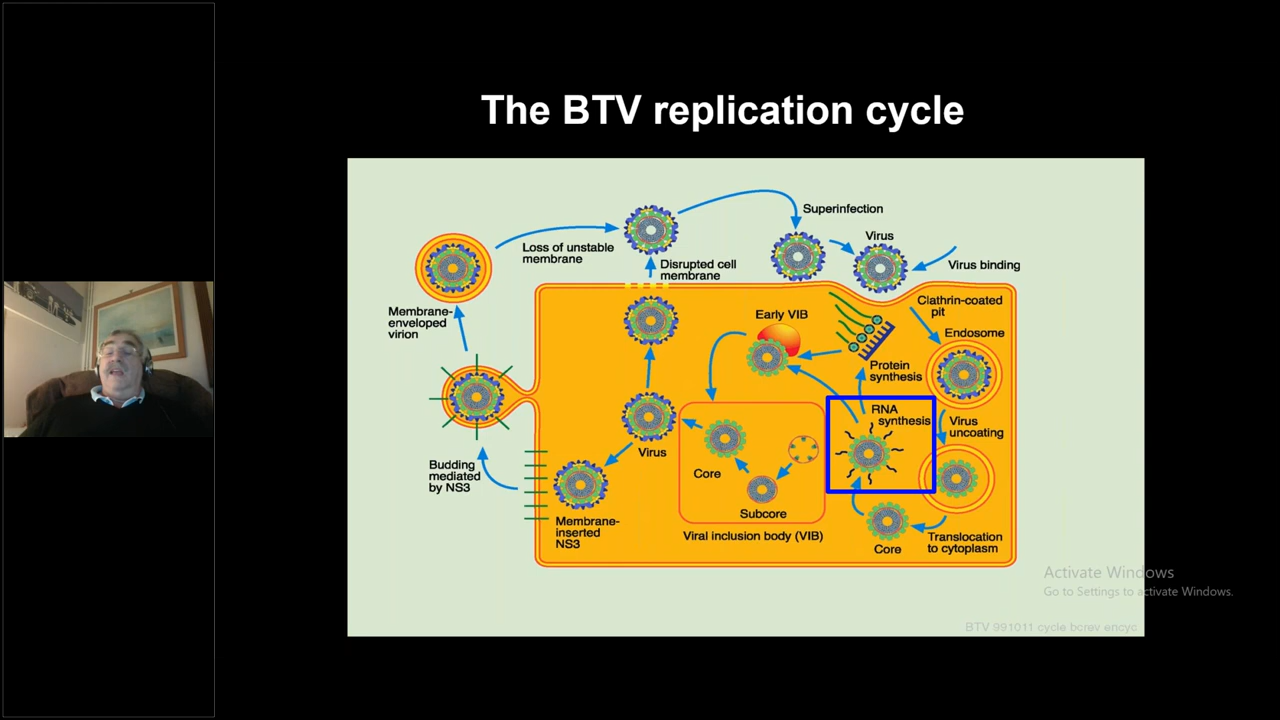 The BTV replication cycle
Superinfection
Virus
Virus binding
Loss of unstable
membrane
Disrupted cell
membrane
Clathrin-coated
pit
Membrane-
enveloped
virion
Early VIB
Endosome
Protein
synthesis
RNA
synthesis
Virus
uncoating
Virus
Core
Budding
mediated
by NS3
Subcore
Membrane-
inserted
NS3
Viral inclusion body (VIB)
Core
Translocation
to cytoplasm
Activate Windows
Go to Settings to activate Windows.
BTV 991011 cycle bcrev encyc